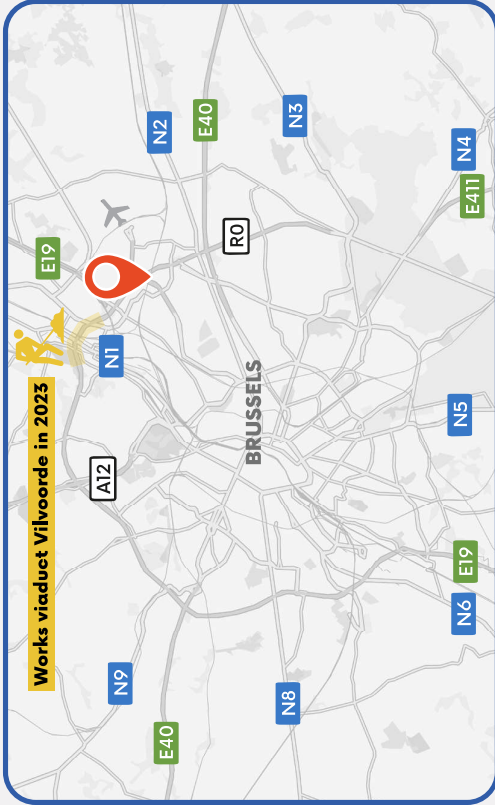 Works viaduct Vilvoorde in 2023
E19
A12
N1
N9
N2
E40
E40
R0
BRUSSELS
N8
N3
N6
E19
N5
E411
N4